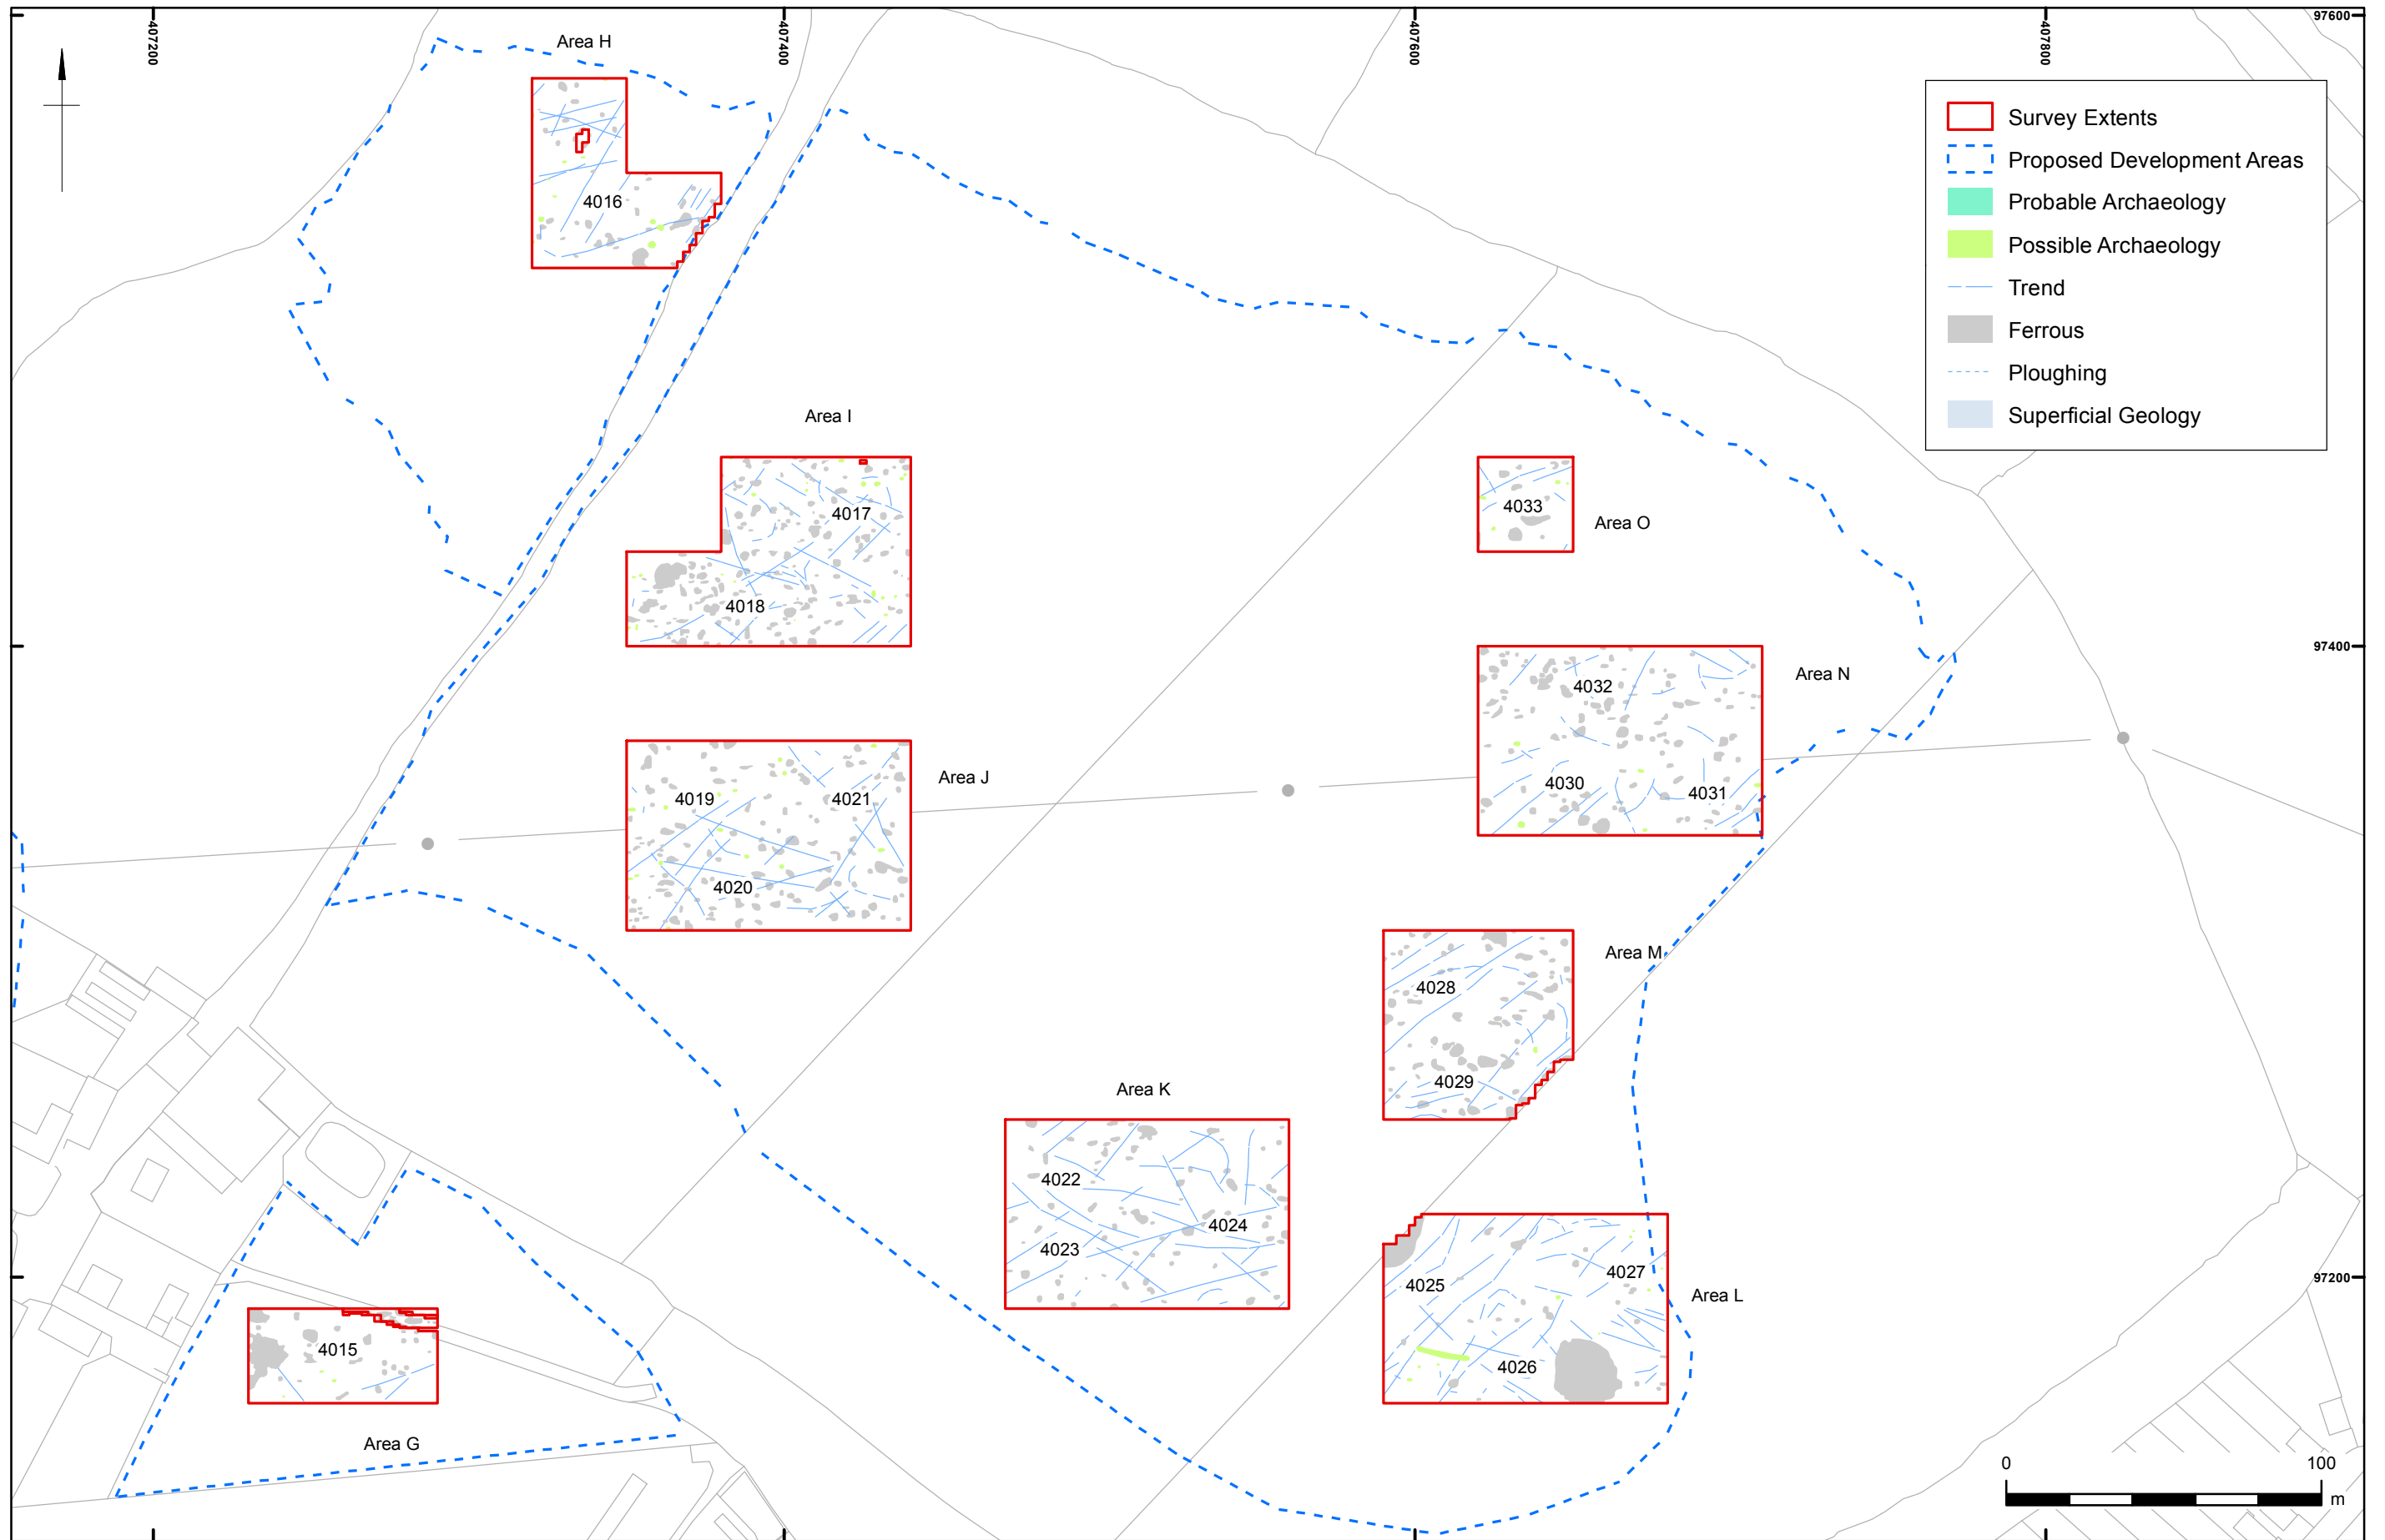 407200
407400
407600
407800
97600
Area H
Survey Extents
Proposed Development Areas
Probable Archaeology
Possible Archaeology
Trend
Ferrous
Ploughing
Superficial Geology
4016
Area I
4017
4018
4033
Area O
97400
Area N
4032
4030
4031
Area J
4019
4021
4020
Area M
4028
4029
Area K
4022
4024
4023
97200
4025
4027
Area L
4026
4015
Area G
0 100
m